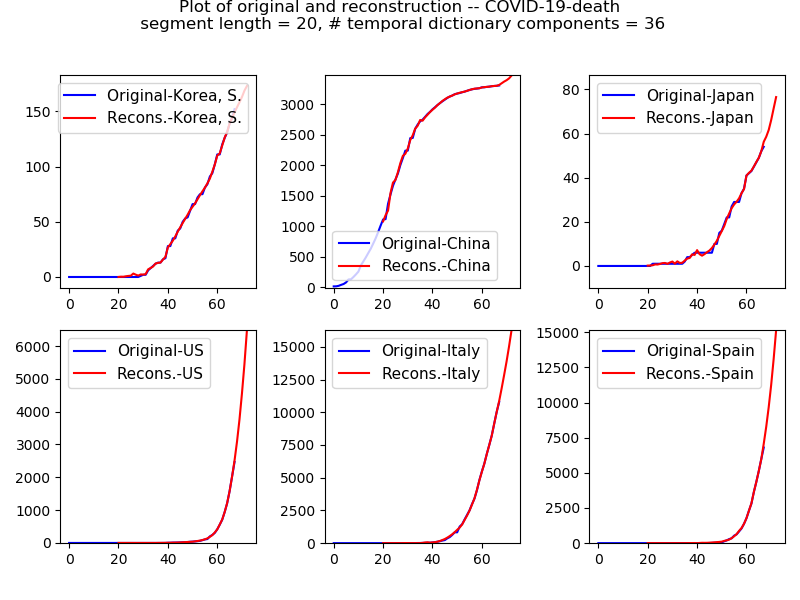 Plot of original and reconstruction -- COVID-19-death
segment length = 20, # temporal dictionary components = 36
Original-Korea, S.
Recons.-Korea, S.
150
100
50
0
0 20 40 60
Original-China
Recons.-China
3000
2500
2000
1500
1000
500
0
0 20 40 60
Original-Japan
Recons.-Japan
80
60
40
20
0
0 20 40 60
Original-US
Recons.-US
6000
5000
4000
3000
2000
1000
0
0 20 40 60
Original-Italy
Recons.-Italy
15000
12500
10000
7500
5000
2500
0
0 20 40 60
Original-Spain
Recons.-Spain
15000
12500
10000
7500
5000
2500
0
0 20 40 60